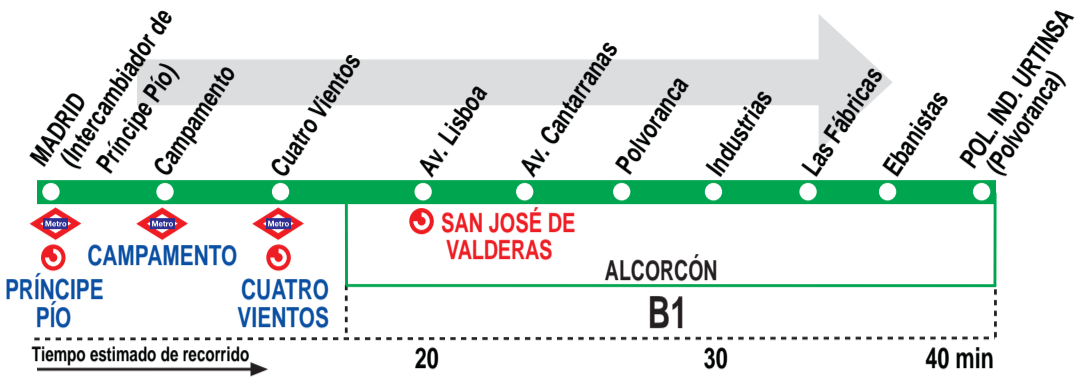 MADRID
(Intercambiador de
Príncipe Pío)
Campamento
Cuatro Vientos
Av. Lisboa
Av. Cantarranas
Polvoranca
Industrias
Las Fábricas
Ebanistas
POL. IND. URTINSA
(Polvoranca)
Metro
Metro
Metro
PRÍNCIPE
PÍO
CAMPAMENTO
CUATRO
VIENTOS
SAN JOSÉ DE
VALDERAS
ALCORCÓN
B1
Tiempo estimado de recorrido
20
30
40 min